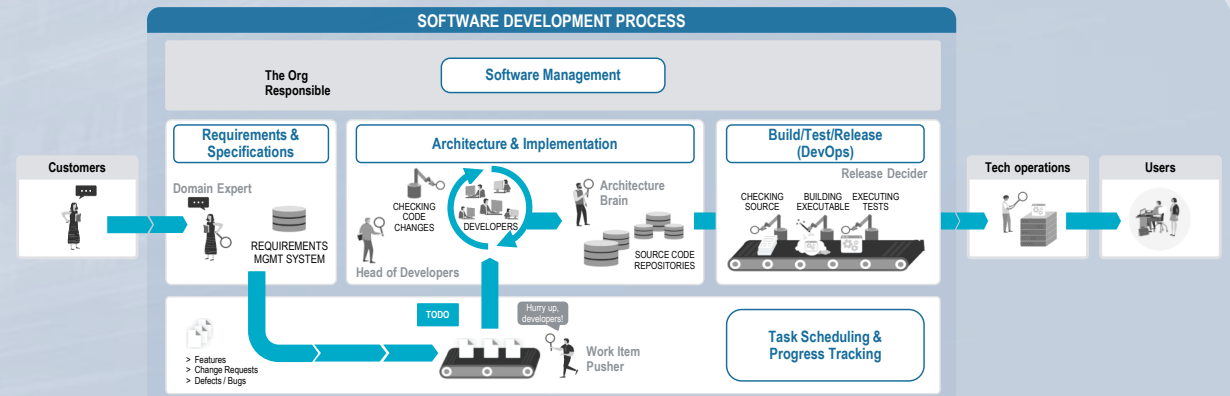 SOFTWARE DEVELOPMENT PROCESS
The Org
Responsible
Software Management
Customers
Requirements &
Specifications
Domain Expert
REQUIREMENTS
MGMT SYSTEM
Architecture & Implementation
CHECKING
CODE
CHANGES
DEVELOPERS
Head of Developers
Architecture
Brain
SOURCE CODE
REPOSITORIES
Build/Test/Release
(DevOps)
Release Decider
CHECKING
SOURCE
BUILDING
EXECUTABLE
EXECUTING
TESTS
Tech operations
Users
> Features
> Change Requests
> Defects / Bugs
TODO
Hurry up,
developers!
Work Item
Pusher
Task Scheduling &
Progress Tracking